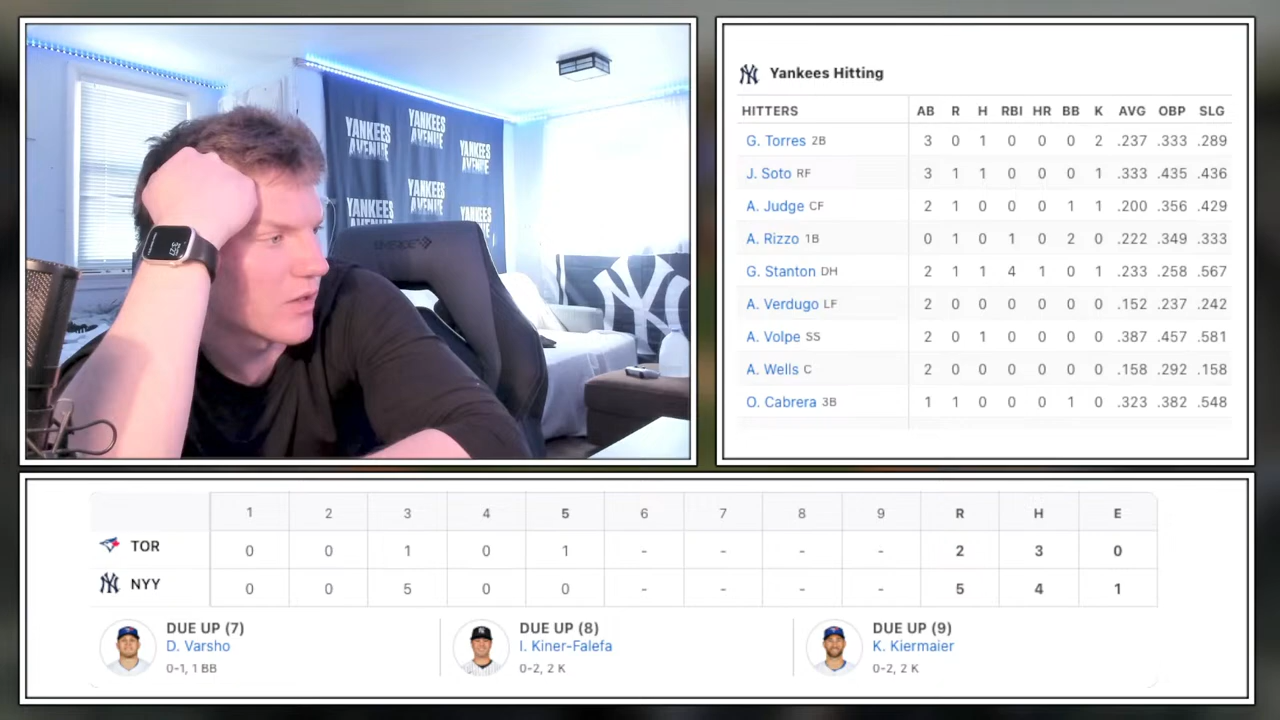 YANKEES
AVENUE
YANKEES
AVENUE
YANKEES
AVENUE
YANKEES
AVENUE
YANKEES
NY
Yankees Hitting
HITTERS AB R H RBI HR BB K AVG OBP SLG
G. Torres 2B 3 0 1 0 0 0 2 .237 .333 .289
J. Soto RF 3 1 1 0 0 0 1 .333 .435 .436
A. Judge CF 2 1 0 0 0 1 1 .200 .356 .429
A. Rizzo 1B 0 1 0 1 0 2 0 .222 .349 .333
G. Stanton DH 2 1 1 4 1 0 1 .233 .258 .567
A. Verdugo LF 2 0 0 0 0 0 0 .152 .237 .242
A. Volpe SS 2 0 1 0 0 0 0 .387 .457 .581
A. Wells C 2 0 0 0 0 0 0 .158 .292 .158
O. Cabrera 3B 1 1 0 0 0 1 0 .323 .382 .548
1 2 3 4 5 6 7 8 9 R H E
TOR 0 0 1 0 1 - - - - 2 3 0
NYY 0 0 5 0 0 - - - - 5 4 1
DUE UP (7) DUE UP (8) DUE UP (9)
D. Varsho I. Kiner-Falefa K. Kiermaier
0-1, 1 BB 0-2, 2 K 0-2, 2 K